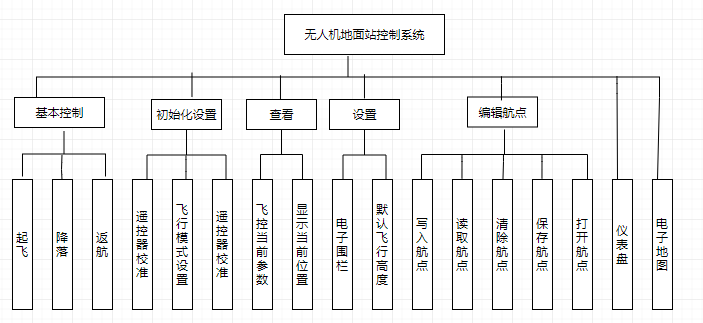 无人机地面站控制系统
基本控制
初始化设置
查看
设置
编辑航点
起飞
降落
返航
遥控器校准
飞行模式设置
遥控器校准
飞控当前参数
显示当前位置
电子围栏
默认飞行高度
写入航点
读取航点
清除航点
保存航点
打开航点
仪表盘
电子地图